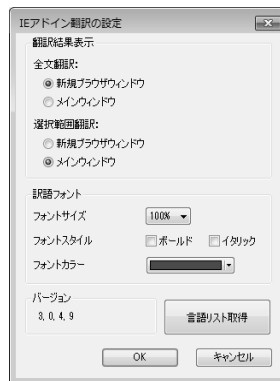 IEアドイン翻訳の設定
翻訳結果表示
全文翻訳:
新規ブラウザウィンドウ
メインウィンドウ
選択範囲翻訳:
新規ブラウザウィンドウ
メインウィンドウ
訳語フォント
フォントサイズ 100%
フォントスタイル ボールド イタリック
フォントカラー
バージョン
3, 0, 4, 9 言語リスト取得
OK キャンセル